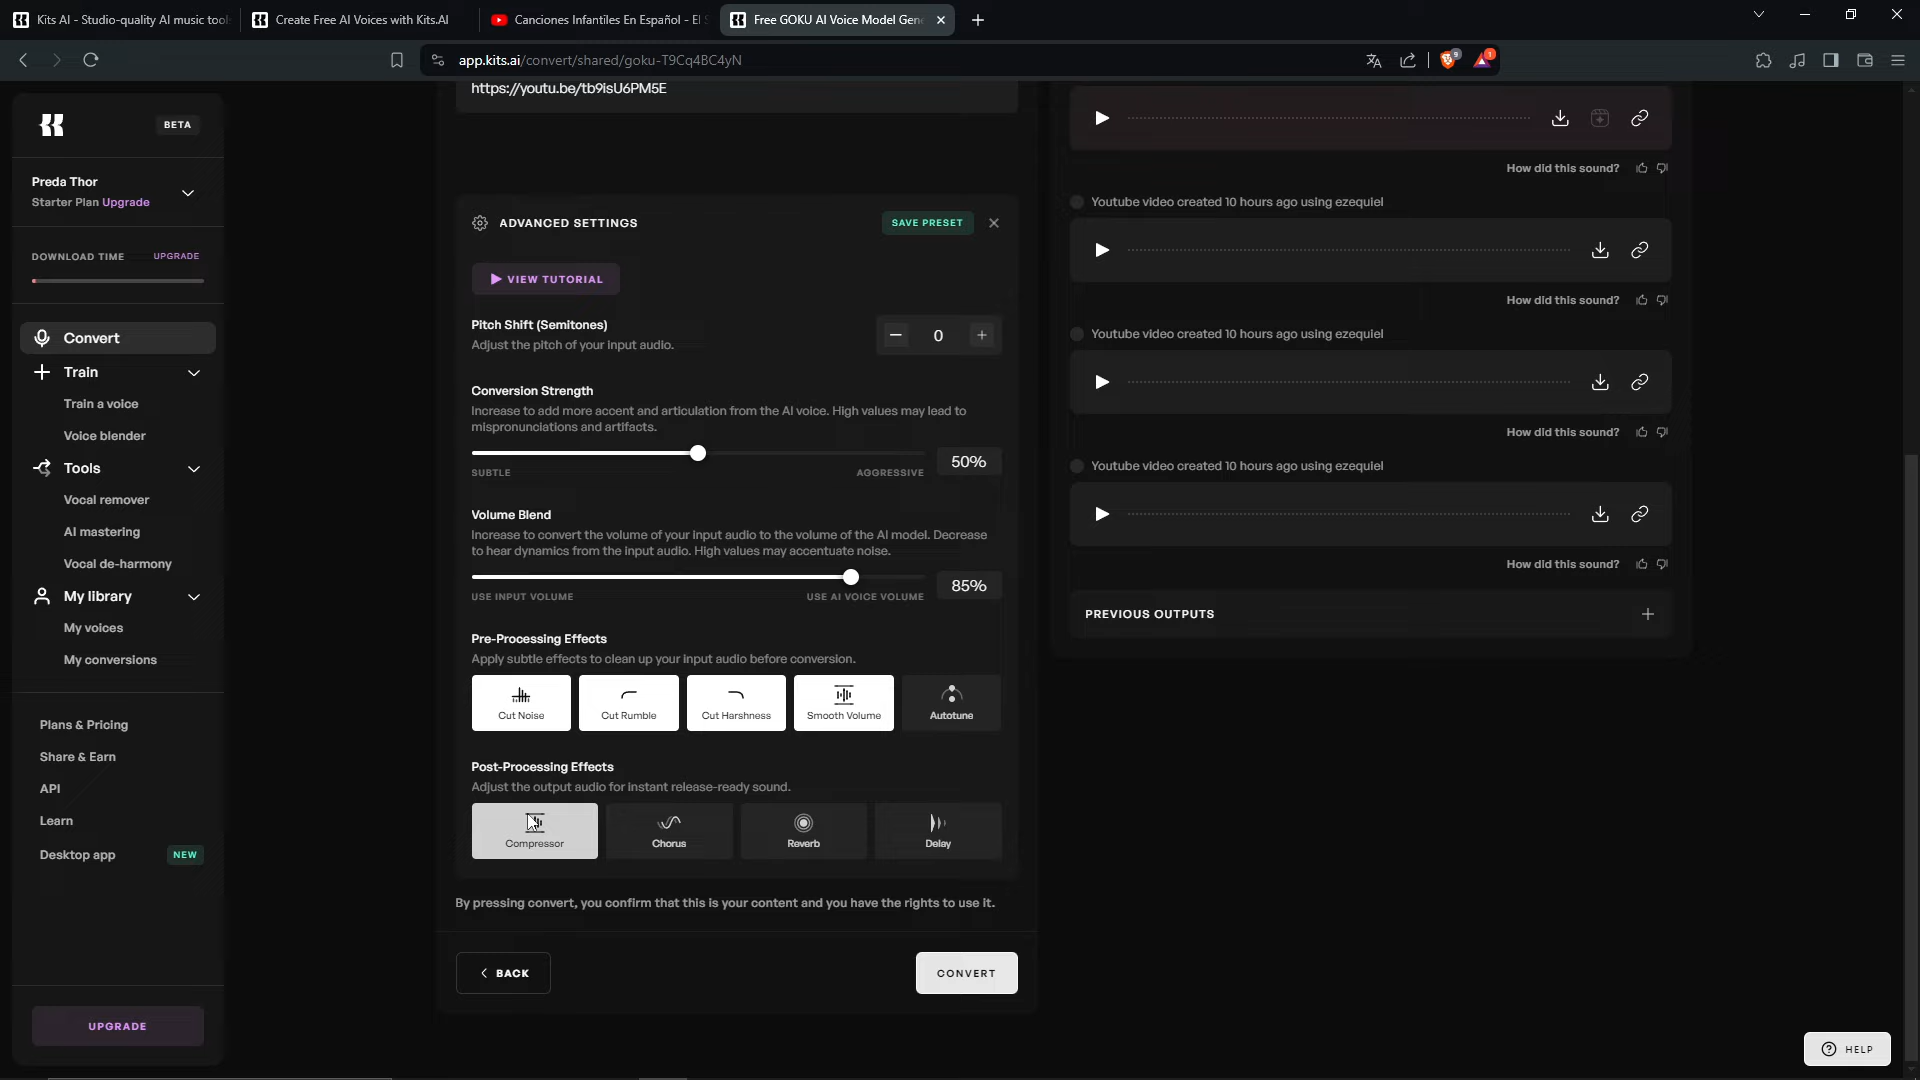 Kits AI - Studio-quality AI music tool
Create Free AI Voices with Kits.AI
Canciones Infantiles En Español - El S
Free GOKU AI Voice Model Gen
app.kits.ai/convert/shared/goku-T9Cq4BC4yN
9
1
BETA
Preda Thor
Starter Plan Upgrade
DOWNLOAD TIME UPGRADE
Convert
Train
Train a voice
Voice blender
Tools
Vocal remover
AI mastering
Vocal de-harmony
My library
My voices
My conversions
Plans & Pricing
Share & Earn
API
Learn
Desktop app NEW
UPGRADE
https://youtu.be/tb9isU6PM5E
ADVANCED SETTINGS
SAVE PRESET
VIEW TUTORIAL
Pitch Shift (Semitones)
Adjust the pitch of your input audio.
0
Conversion Strength
Increase to add more accent and articulation from the AI voice. High values may lead to
mispronunciations and artifacts.
50%
SUBTLE AGGRESSIVE
Volume Blend
Increase to convert the volume of your input audio to the volume of the AI model. Decrease
to hear dynamics from the input audio. High values may accentuate noise.
85%
USE INPUT VOLUME USE AI VOICE VOLUME
Pre-Processing Effects
Apply subtle effects to clean up your input audio before conversion.
Cut Noise Cut Rumble Cut Harshness Smooth Volume Autotune
Post-Processing Effects
Adjust the output audio for instant release-ready sound.
Compressor Chorus Reverb Delay
By pressing convert, you confirm that this is your content and you have the rights to use it.
BACK
CONVERT
How did this sound?
Youtube video created 10 hours ago using ezequiel
How did this sound?
Youtube video created 10 hours ago using ezequiel
How did this sound?
Youtube video created 10 hours ago using ezequiel
How did this sound?
PREVIOUS OUTPUTS
HELP